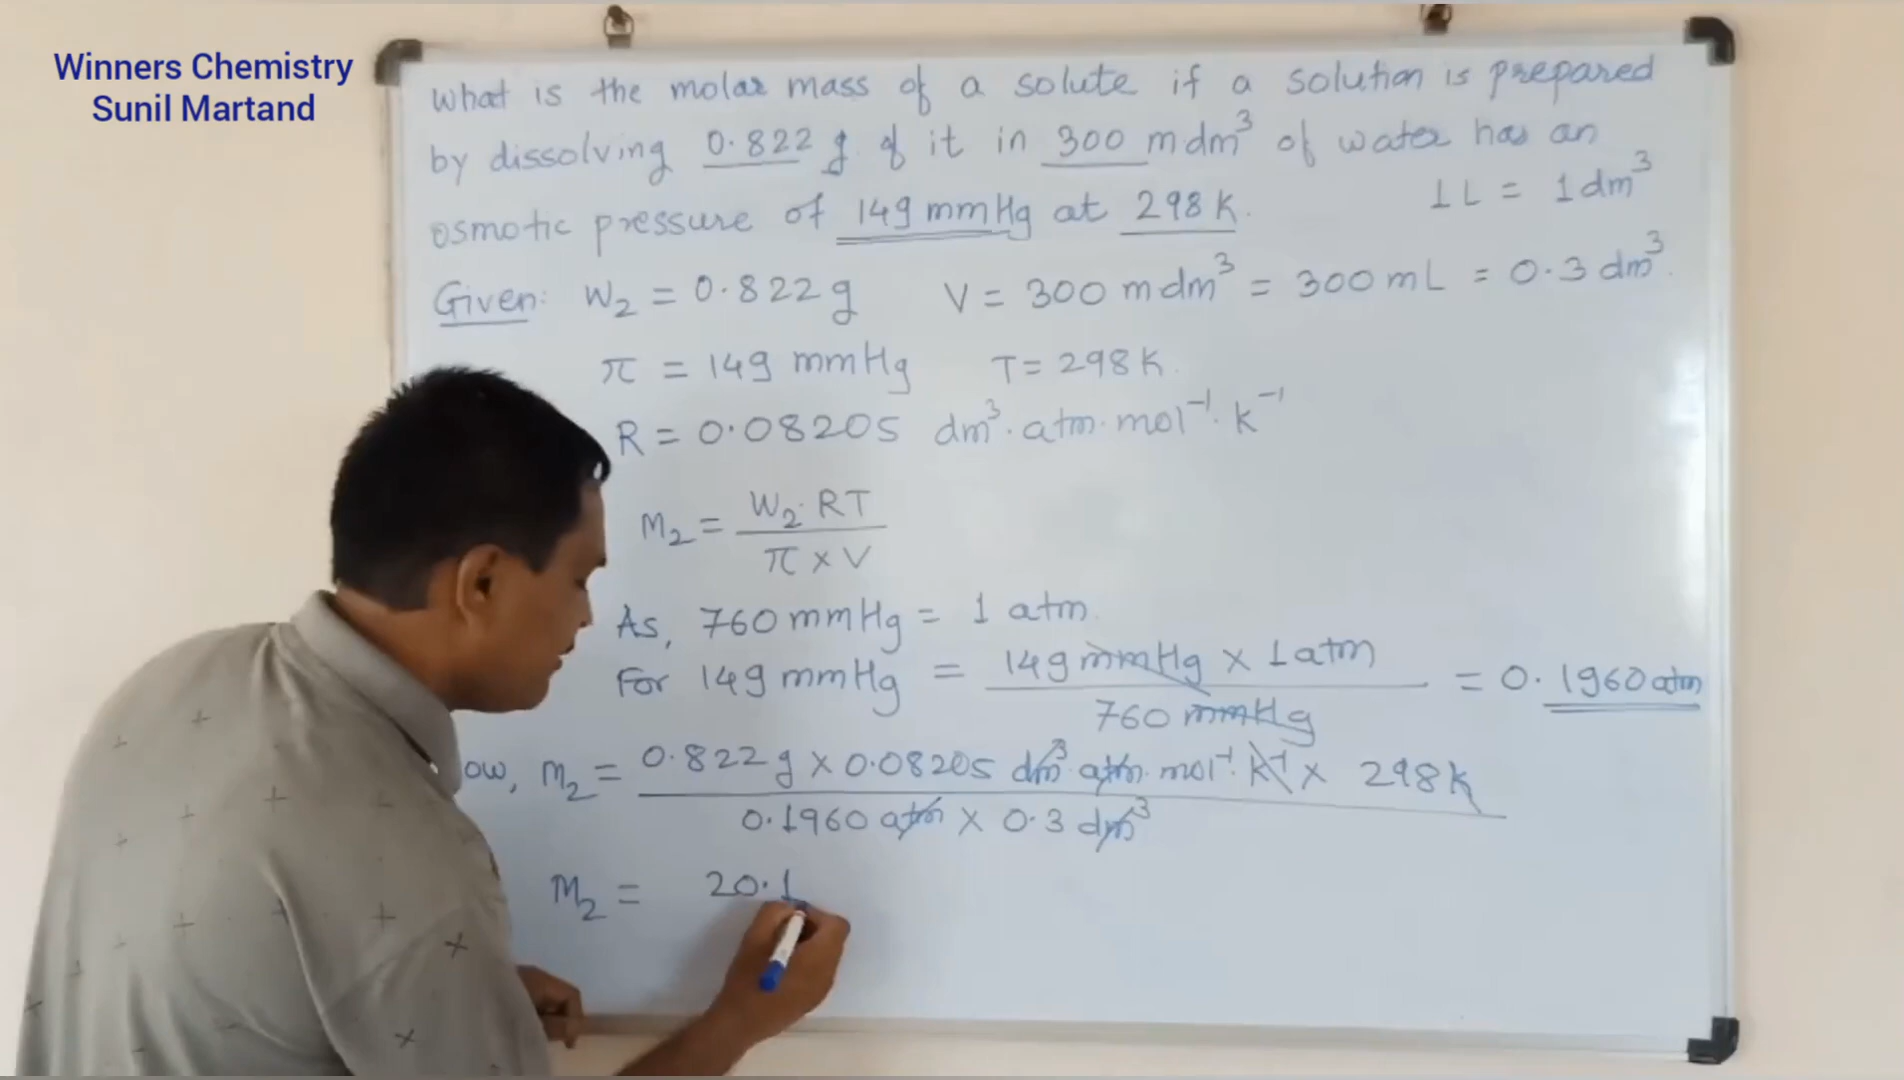 Winners Chemistry
Sunil Martand
What is the molar mass of a solute if a solution is prepared
by dissolving 0.822 g of it in 300 mdm³ of water has an
osmotic pressure of 149 mmHg at 298 K.
1 L = 1 dm³
Given: W₂ = 0.822 g V = 300 mdm³ = 300 mL = 0.3 dm³.
π = 149 mmHg T = 298 K.
R = 0.08205 dm³. atm. mol⁻¹. K⁻¹
M₂ = W₂. RT / π × V
As, 760 mmHg = 1 atm.
For 149 mmHg = 149 mmHg × 1 atm / 760 mmHg = 0.1960 atm
ow, M₂ = 0.822 g × 0.08205 dm³. atm. mol⁻¹. K⁻¹ × 298 K / 0.1960 atm × 0.3 dm³
M₂ = 20.1